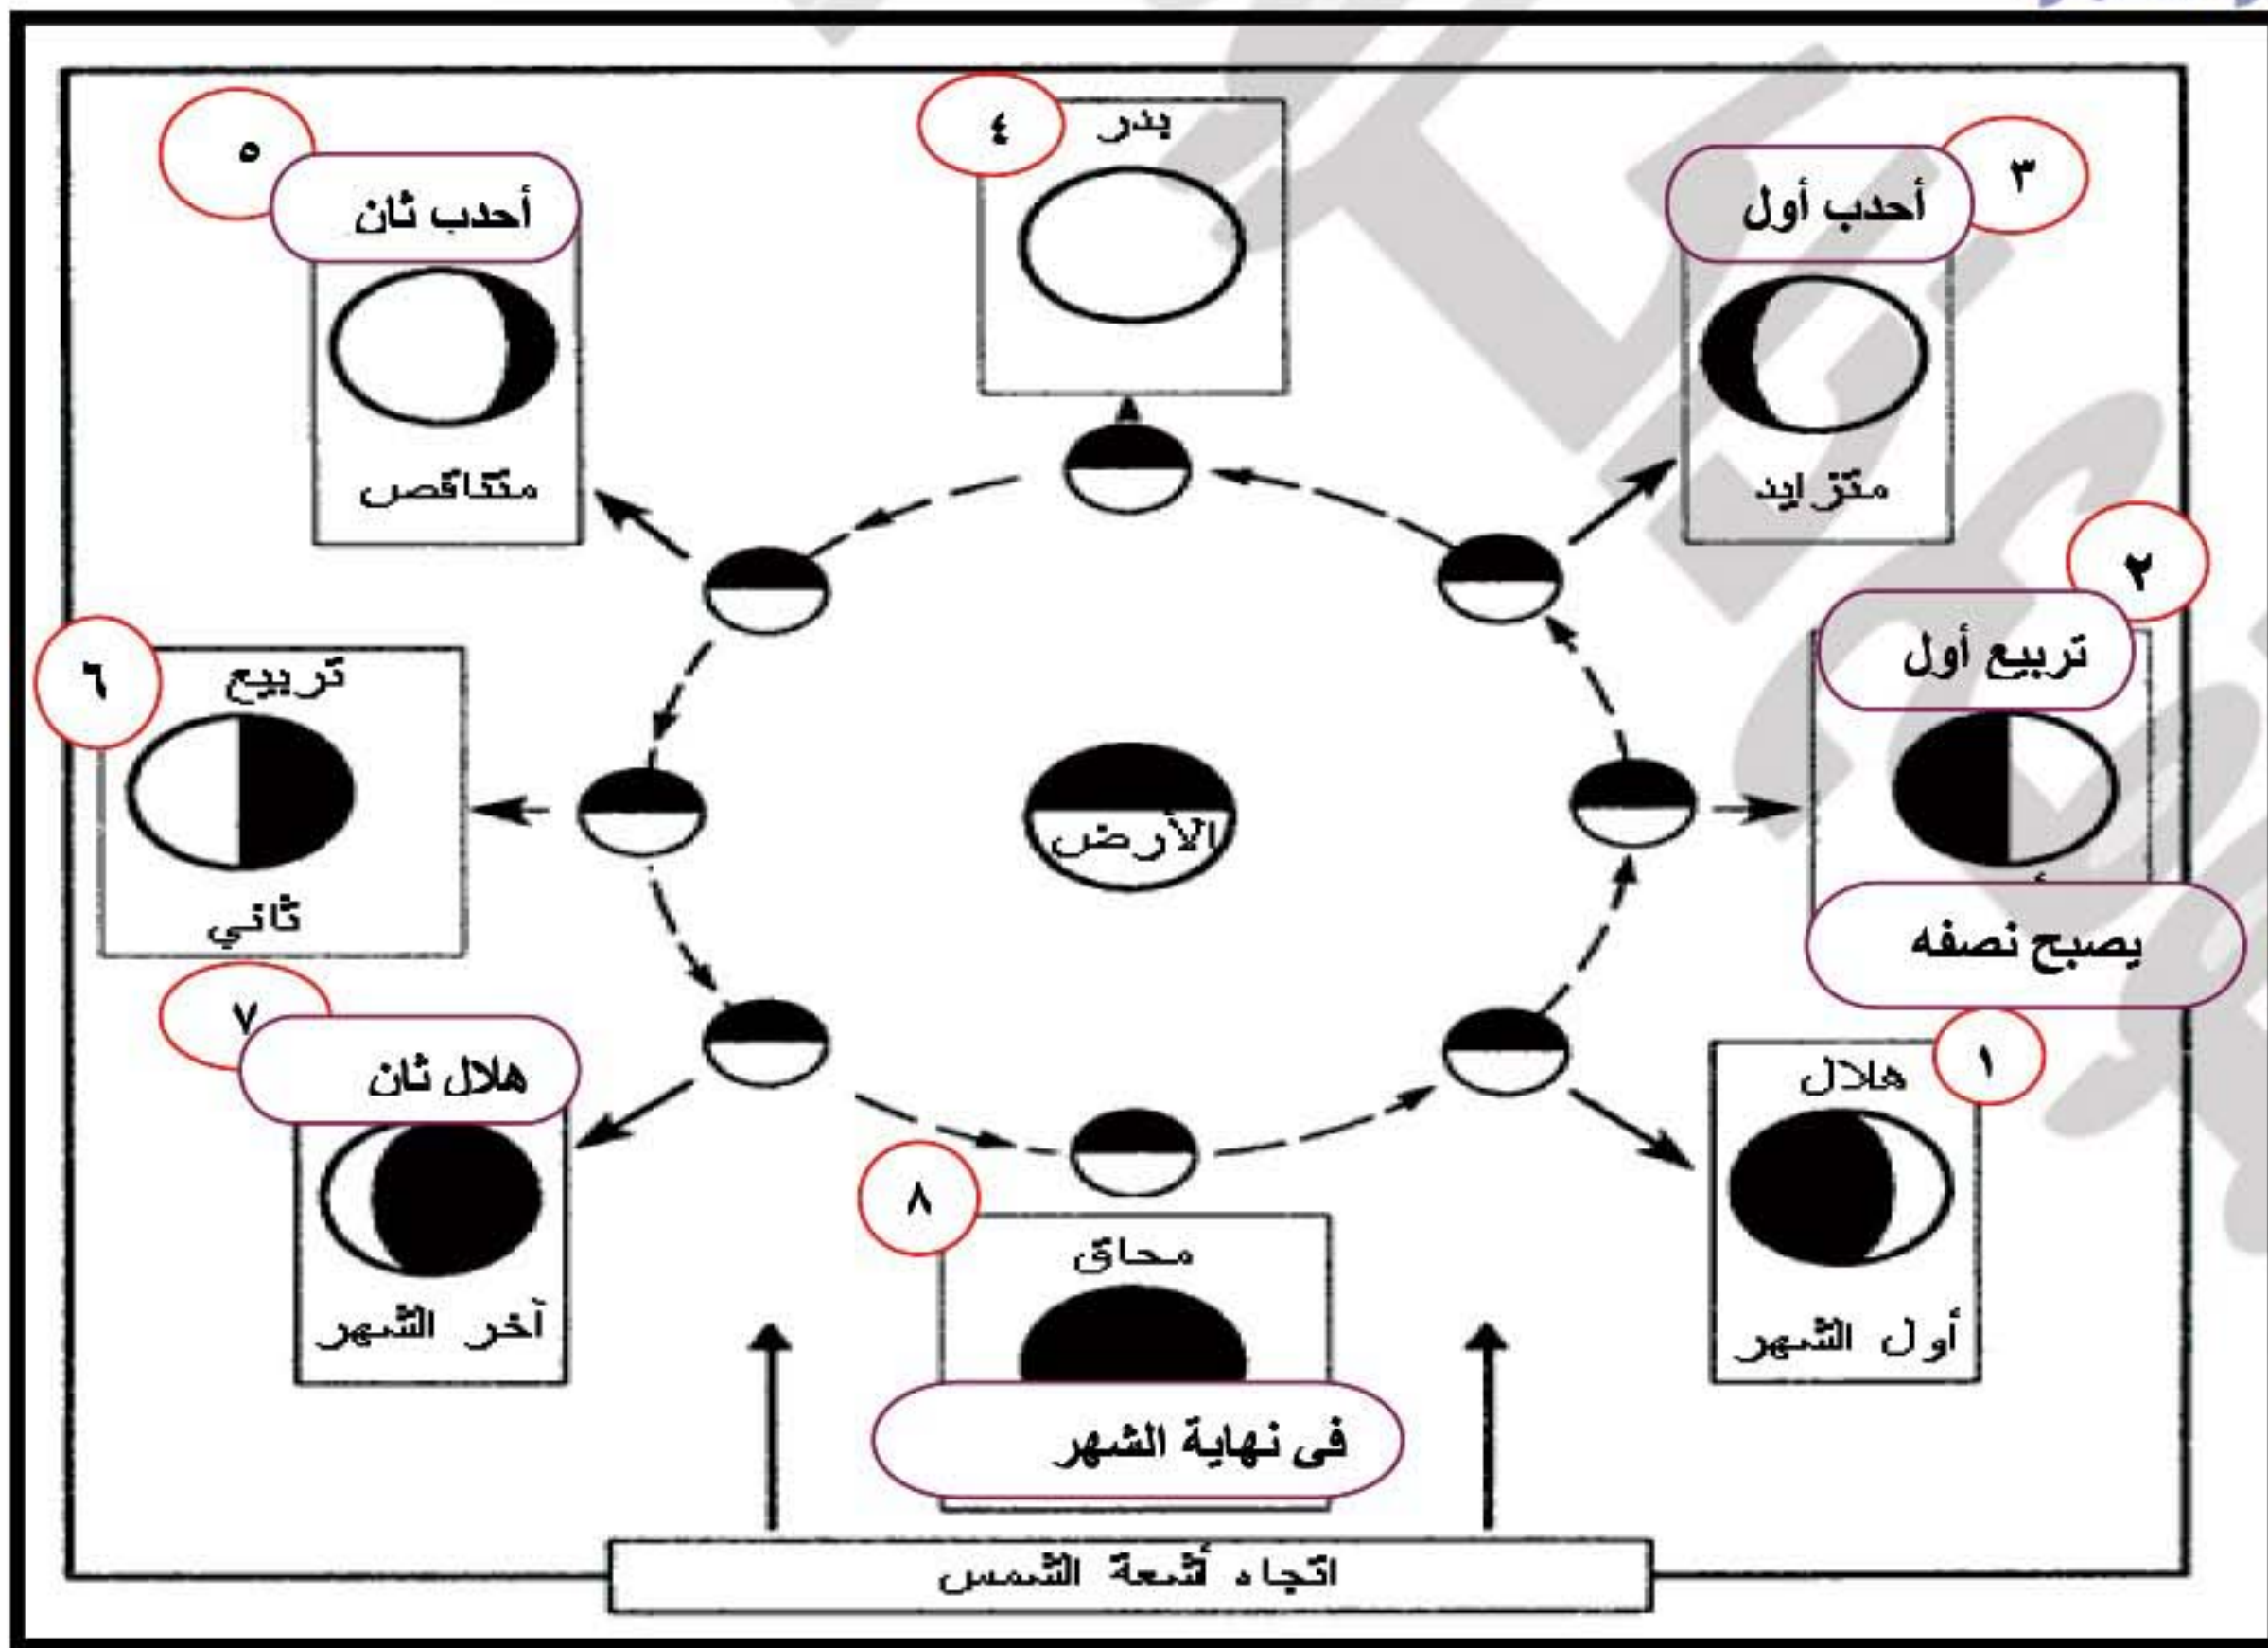 ٤
بدر
٣
أحدب أول
متزايد
٥
أحدب ثان
متناقص
٢
تربيع أول
يصبح نصفه
٦
تربيع
ثاني
الأرض
١
هلال
أول الشهر
٧
هلال ثان
آخر الشهر
٨
محاق
فى نهاية الشهر
اتجاه أشعة الشمس